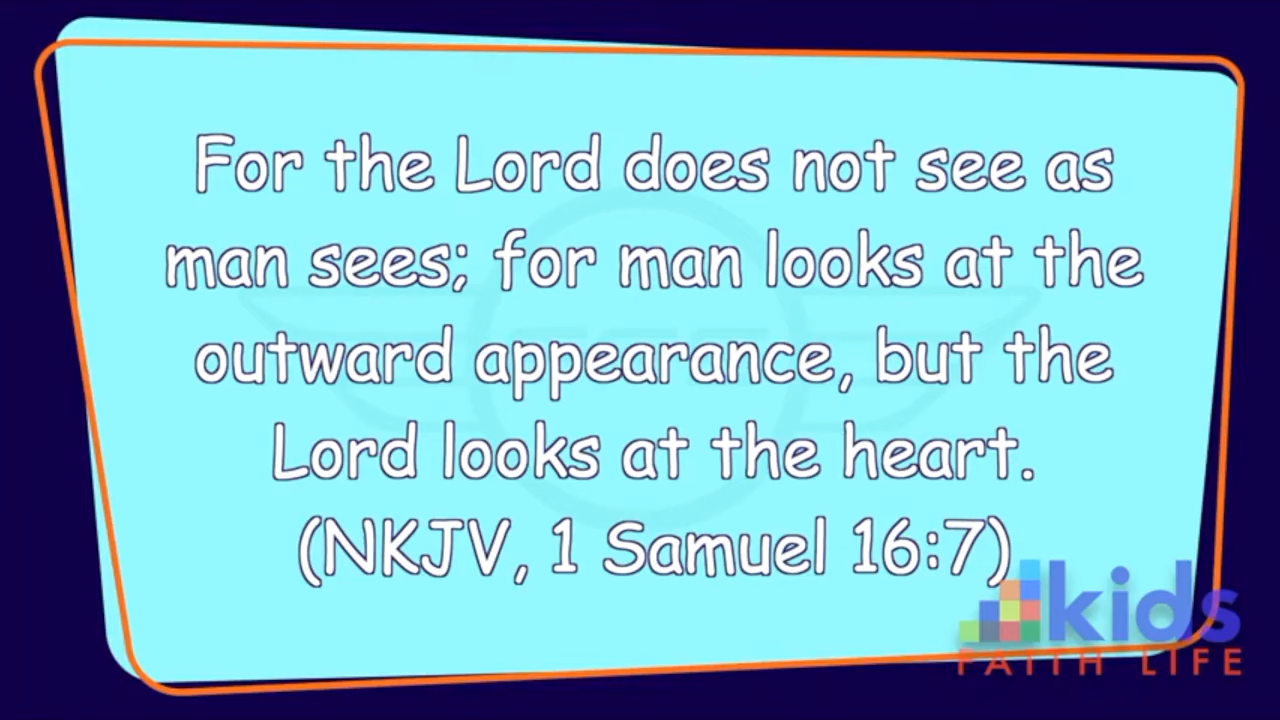 For the Lord does not see as
man sees; for man looks at the
outward appearance, but the
Lord looks at the heart.
(NKJV, 1 Samuel 16:7)
kids
FAITH LIFE